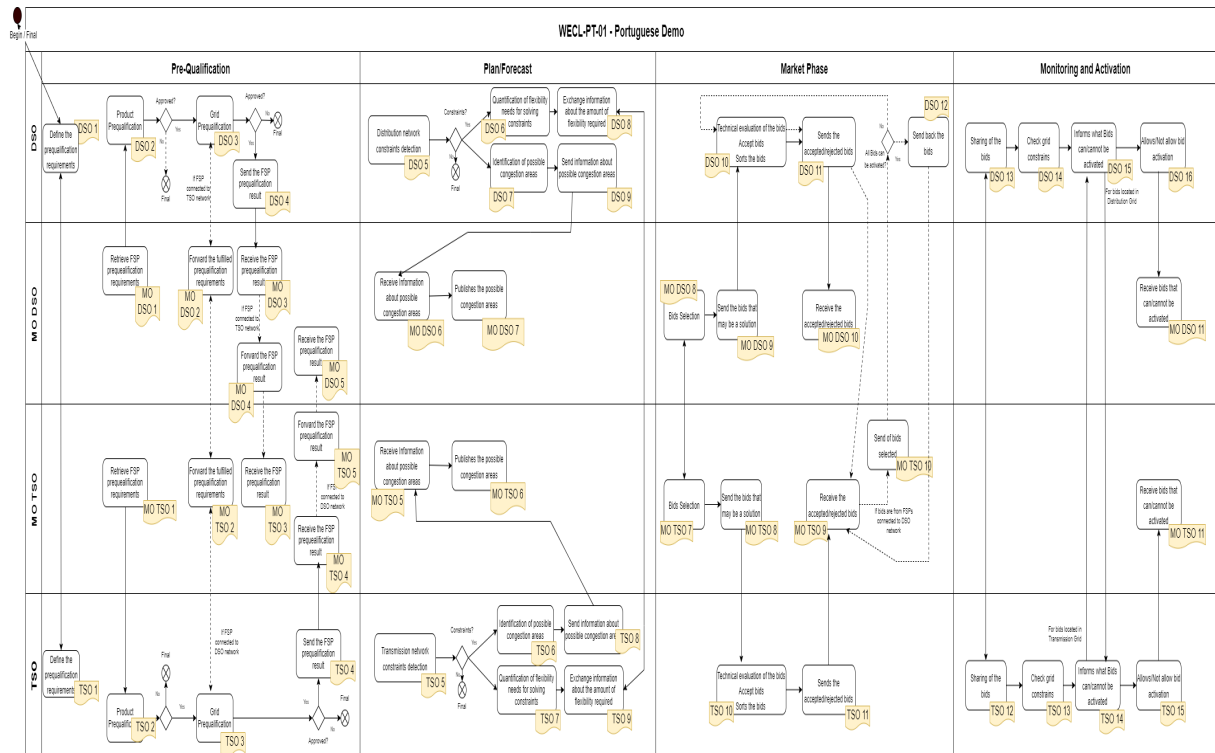 Begin / Final
WECL-PT-01 - Portuguese Demo
Pre-Qualification
Plan/Forecast
Market Phase
Monitoring and Activation
DSO
Define the
prequalification
requirements
DSO 1
Product
Prequalification
DSO 2
Approved?
No
Yes
Final
Grid
Prequalification
DSO 3
Approved?
No
Yes
Final
If FSP
connected to
TSO network
Send the FSP
prequalification
result
DSO 4
Distribution network
constraints detection
DSO 5
Constraints?
Yes
No
Final
Quantification of flexibility
needs for solving
constraints
DSO 6
Exchange information
about the amount of
flexibility required
DSO 8
Identification of possible
congestion areas
DSO 7
Send information about
possible congestion areas
DSO 9
Technical evaluation of the bids
Accept bids
Sorts the bids
DSO 10
Sends the
accepted/rejected bids
DSO 11
No
All Bids can
be activated?
Yes
Send back the
bids
DSO 12
Sharing of the
bids
DSO 13
Check grid
constrains
DSO 14
Informs what Bids
can/cannot be
activated
DSO 15
For bids located in
Distribution Grid
Allows/Not allow bid
activation
DSO 16
MO DSO
Retrieve FSP
prequalification
requirements
MO
DSO 1
Forward the fulfilled
prequalification
requirements
MO
DSO 2
Receive the FSP
prequalification
result
MO
DSO 3
If FSP
connected to
TSO network
Forward the FSP
prequalification
result
MO
DSO 4
Receive the FSP
prequalification
result
MO
DSO 5
Receive Information
about possible
congestion areas
MO DSO 6
Publishes the possible
congestion areas
MO DSO 7
MO DSO 8
Bids Selection
Send the bids that
may be a solution
MO DSO 9
Receive the
accepted/rejected bids
MO DSO 10
Receive bids that
can/cannot be
activated
MO DSO 11
MO TSO
Retrieve FSP
prequalification
requirements
MO TSO 1
Forward the fulfilled
prequalification
requirements
MO
TSO 2
Receive the FSP
prequalification
result
MO
TSO 3
Forward the FSP
prequalification
result
MO
TSO 5
If FSP
connected to
DSO network
Receive the FSP
prequalification
result
MO
TSO 4
Receive Information
about possible
congestion areas
MO TSO 5
Publishes the possible
congestion areas
MO TSO 6
Bids Selection
MO TSO 7
Send the bids that
may be a solution
MO TSO 8
Receive the
accepted/rejected bids
MO TSO 9
Send of bids
selected
MO TSO 10
If bids are from FSPs
connected to DSO
network
Receive bids that
can/cannot be
activated
MO TSO 11
TSO
Define the
prequalification
requirements
TSO 1
Product
Prequalification
TSO 2
Final
No
Yes
If FSP
connected to
DSO network
Grid
Prequalification
TSO 3
Send the FSP
prequalification
result
TSO 4
Yes
No
Approved?
Final
Transmission network
constraints detection
TSO 5
Constraints?
Yes
No
Final
Identification of possible
congestion areas
TSO 6
Send information about
possible congestion areas
TSO 8
Quantification of flexibility
needs for solving
constraints
TSO 7
Exchange information
about the amount of
flexibility required
TSO 9
Technical evaluation of the bids
Accept bids
Sorts the bids
TSO 10
Sends the
accepted/rejected bids
TSO 11
Sharing of the
bids
TSO 12
Check grid
constrains
TSO 13
For bids located in
Transmission Grid
Informs what Bids
can/cannot be
activated
TSO 14
Allows/Not allow bid
activation
TSO 15